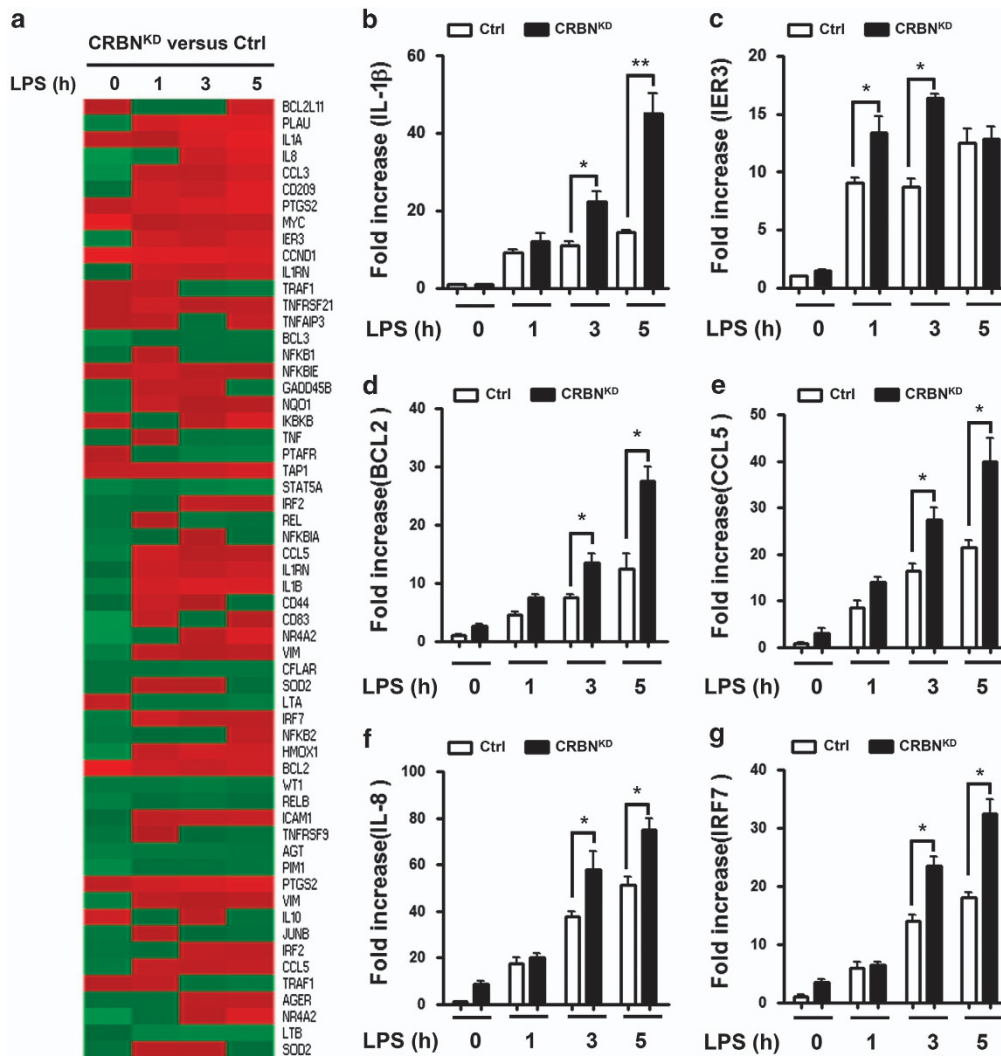 a
CRBNKD versus Ctrl
LPS (h) 0 1 3 5
BCL2L11
PLAU
IL1A
IL8
CCL3
CD209
PTGS2
MYC
IER3
CCND1
IL1RN
TRAF1
TNFRSF21
TNFAIP3
BCL3
NFKB1
NFKBIE
GADD45B
NQO1
IKBKB
TNF
PTAFR
TAP1
STAT5A
IRF2
REL
NFKBIA
CCL5
IL1RN
IL1B
CD44
CD83
NR4A2
VIM
CFLAR
SOD2
LTA
IRF7
NFKB2
HMOX1
BCL2
WT1
RELB
ICAM1
TNFRSF9
AGT
PIM1
PTGS2
VIM
IL10
JUNB
IRF2
CCL5
TRAF1
AGER
NR4A2
LTB
SOD2
b
Ctrl CRBNKD
Fold increase (IL-1β)
60
40
20
0
* **
LPS (h) 0 1 3 5
c
Ctrl CRBNKD
Fold increase (IER3)
20
15
10
5
0
* *
LPS (h) 0 1 3 5
d
Ctrl CRBNKD
Fold increase(BCL2)
40
30
20
10
0
* *
LPS (h) 0 1 3 5
e
Ctrl CRBNKD
Fold increase(CCL5)
50
40
30
20
10
0
* *
LPS (h) 0 1 3 5
f
Ctrl CRBNKD
Fold increase(IL-8 )
100
80
60
40
20
0
* *
LPS (h) 0 1 3 5
g
Ctrl CRBNKD
Fold increase(IRF7 )
40
30
20
10
0
* *
LPS (h) 0 1 3 5